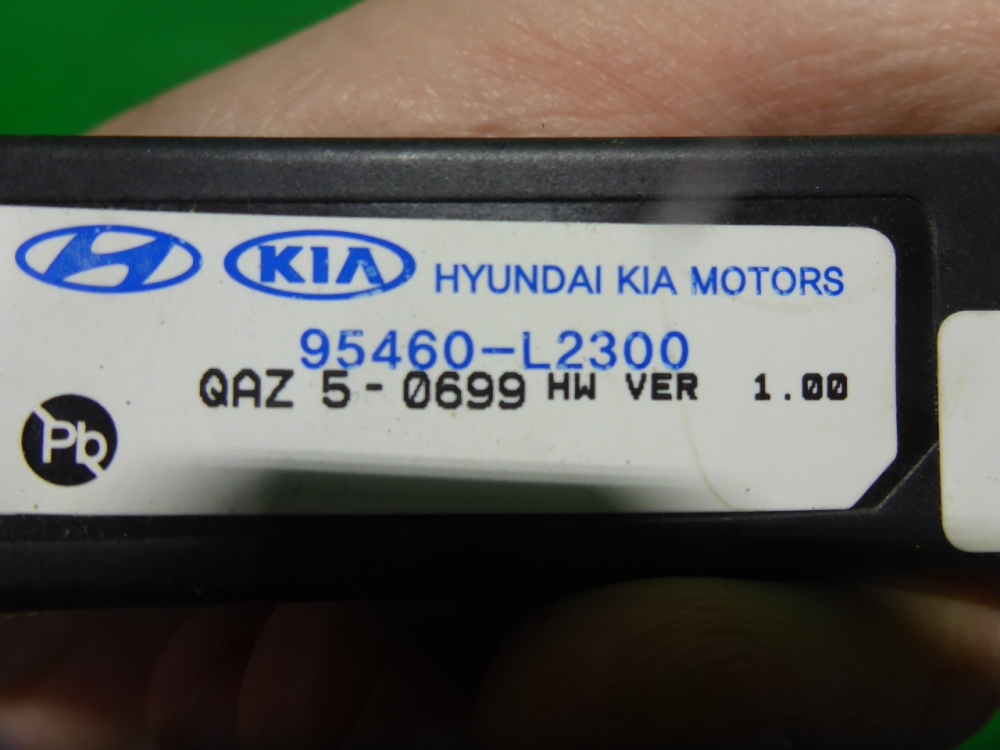 KIA HYUNDAI KIA MOTORS
95460-L2300
QAZ 5-0699 HW VER 1.00
Pb